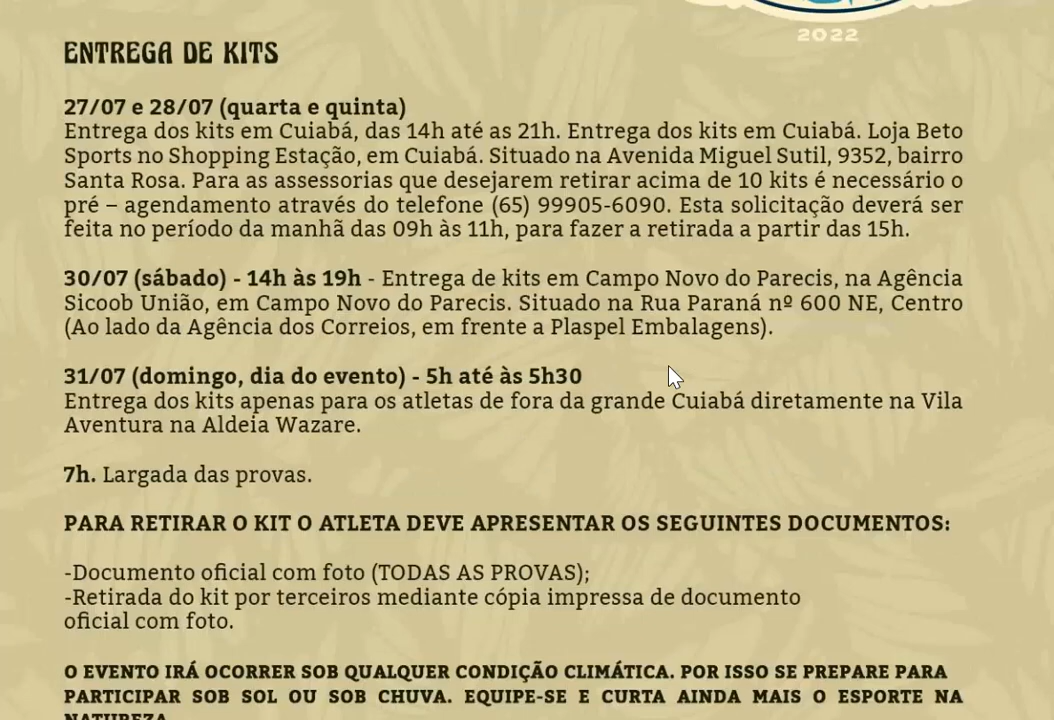 2022
ENTREGA DE KITS
27/07 e 28/07 (quarta e quinta)
Entrega dos kits em Cuiabá, das 14h até as 21h. Entrega dos kits em Cuiabá. Loja Beto
Sports no Shopping Estação, em Cuiabá. Situado na Avenida Miguel Sutil, 9352, bairro
Santa Rosa. Para as assessorias que desejarem retirar acima de 10 kits é necessário o
pré – agendamento através do telefone (65) 99905-6090. Esta solicitação deverá ser
feita no período da manhã das 09h às 11h, para fazer a retirada a partir das 15h.
30/07 (sábado) - 14h às 19h - Entrega de kits em Campo Novo do Parecis, na Agência
Sicoob União, em Campo Novo do Parecis. Situado na Rua Paraná nº 600 NE, Centro
(Ao lado da Agência dos Correios, em frente a Plaspel Embalagens).
31/07 (domingo, dia do evento) - 5h até às 5h30
Entrega dos kits apenas para os atletas de fora da grande Cuiabá diretamente na Vila
Aventura na Aldeia Wazare.
7h. Largada das provas.
PARA RETIRAR O KIT O ATLETA DEVE APRESENTAR OS SEGUINTES DOCUMENTOS:
-Documento oficial com foto (TODAS AS PROVAS);
-Retirada do kit por terceiros mediante cópia impressa de documento
oficial com foto.
O EVENTO IRÁ OCORRER SOB QUALQUER CONDIÇÃO CLIMÁTICA. POR ISSO SE PREPARE PARA
PARTICIPAR SOB SOL OU SOB CHUVA. EQUIPE-SE E CURTA AINDA MAIS O ESPORTE NA
NATUREZA